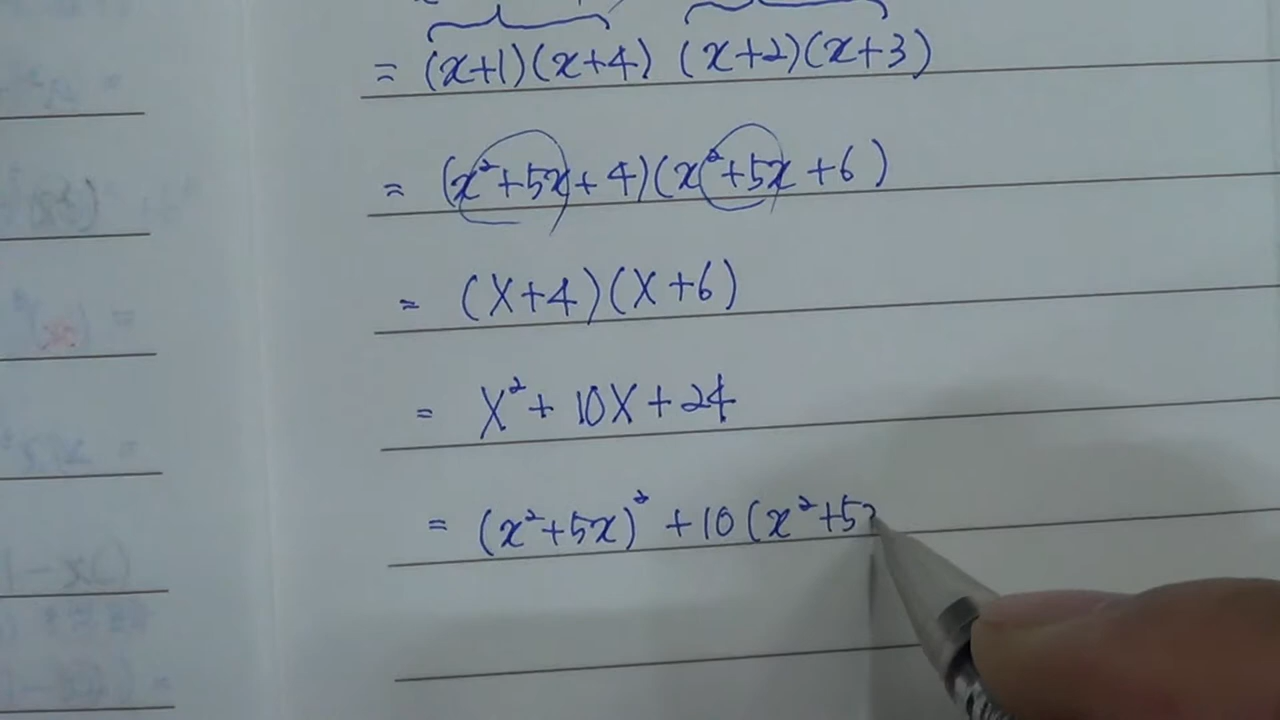 = (x+1)(x+4) (x+2)(x+3)
= (x²+5x+4)(x²+5x+6)
= (X+4)(X+6)
= X²+10X+24
= (x²+5x)²+10(x²+5x